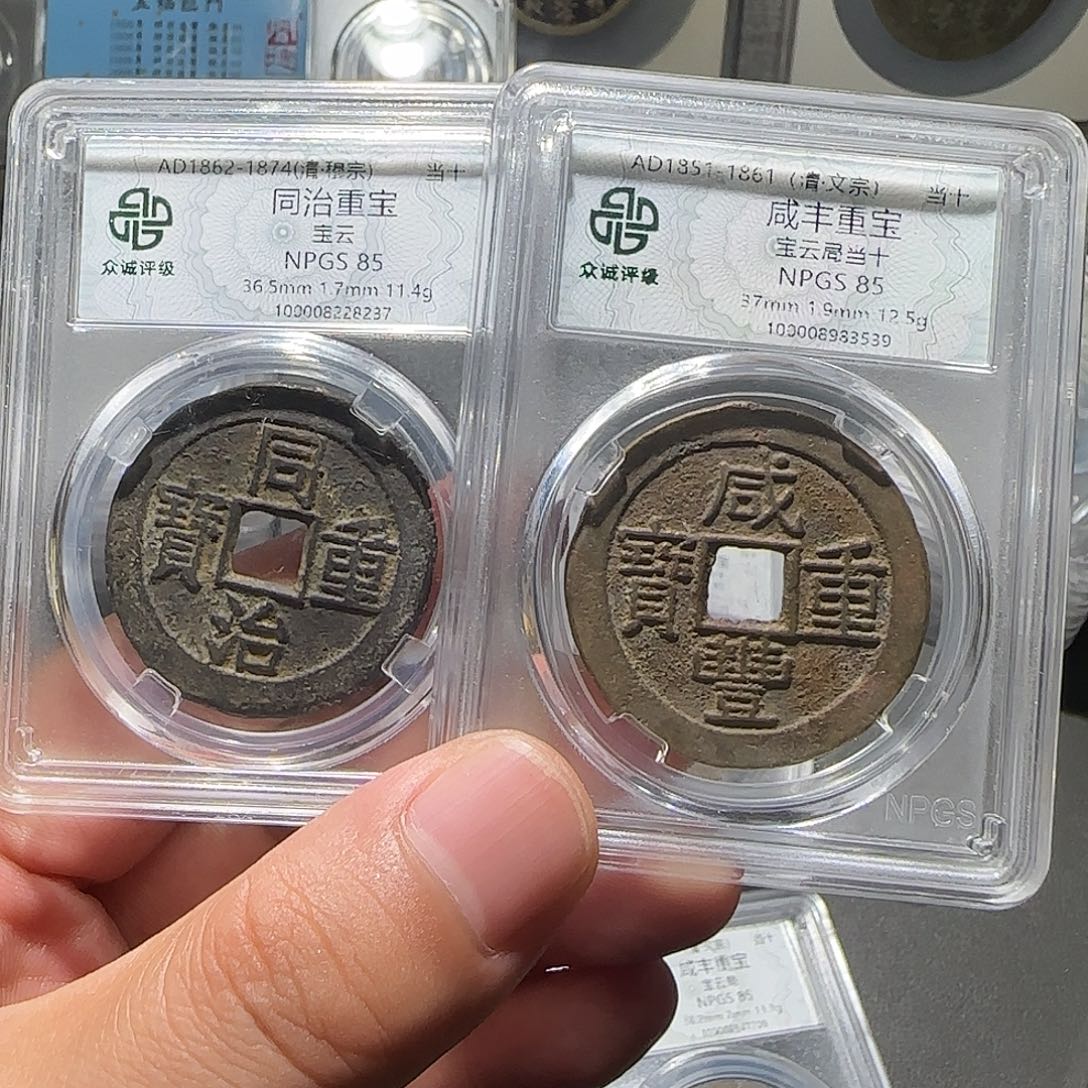 AD1862-1874(清·穆宗) 当十
同治重宝
宝云
NPGS 85
36.5mm 1.7mm 11.4g
100008228237
众诚评级
同治重寶
AD1851-1861 (清·文宗) 当十
咸丰重宝
宝云局当十
NPGS 85
37mm 1.9mm 12.5g
100008983539
众诚评级
咸豐重寶
NPGS
当十
咸丰重宝
宝云局
NPGS 85